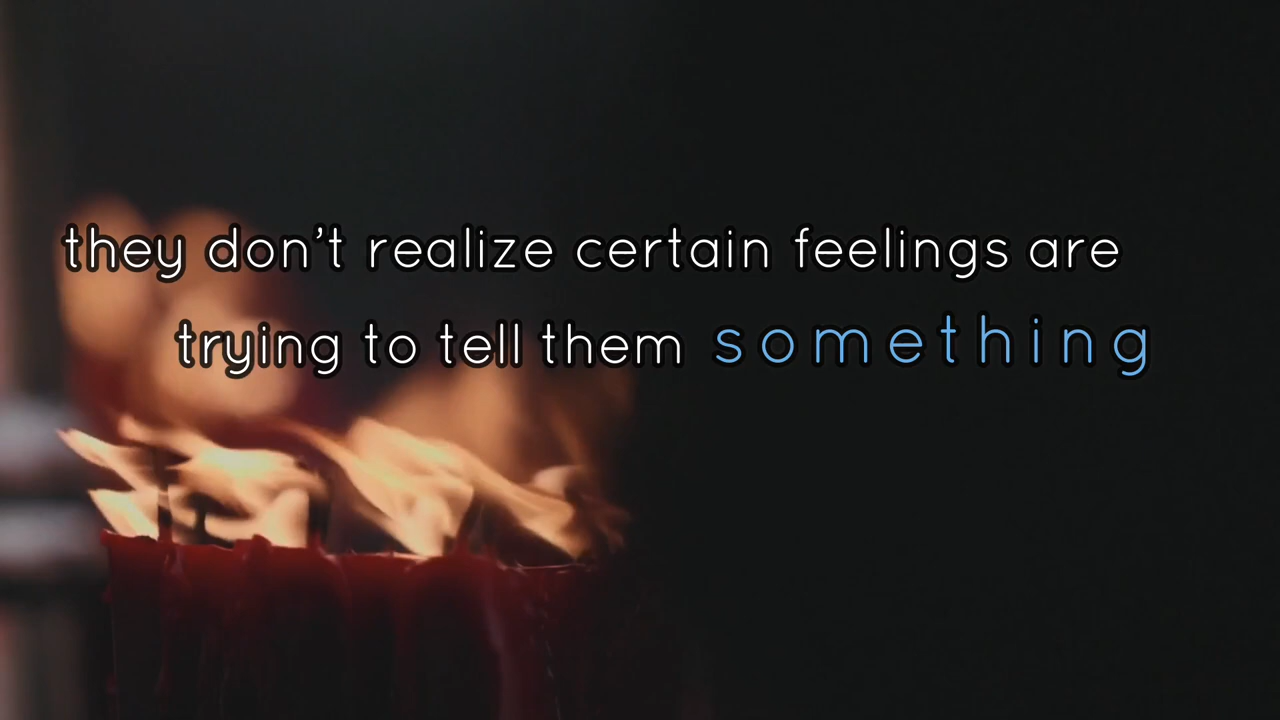 they don't realize certain feelings are
trying to tell them something